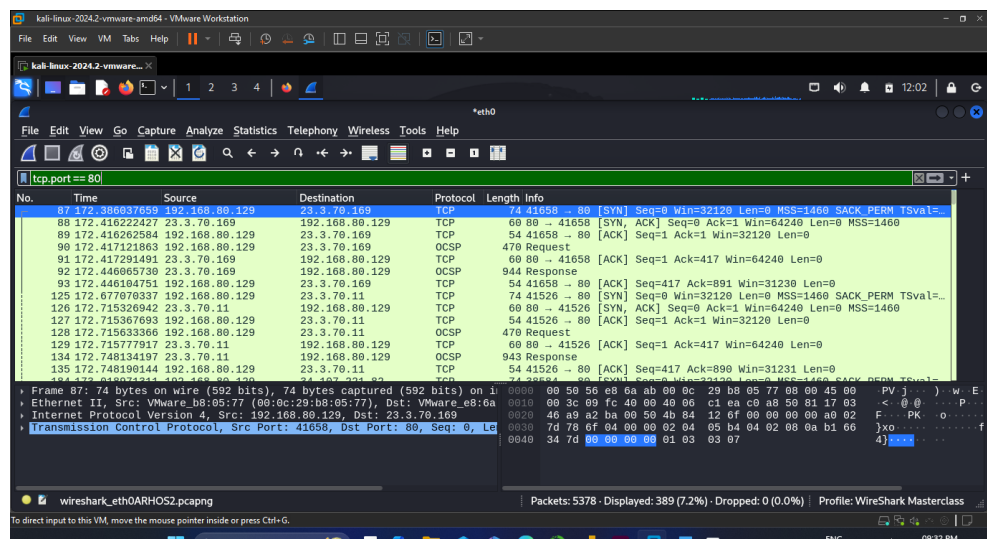 kali-linux-2024.2-vmware-amd64 - VMware Workstation
File Edit View VM Tabs Help
kali-linux-2024.2-vmware...
1 2 3 4 12:02
*eth0
File Edit View Go Capture Analyze Statistics Telephony Wireless Tools Help
tcp.port == 80
No. Time Source Destination Protocol Length Info
87 172.386037659 192.168.80.129 23.3.70.169 TCP 74 41658 → 80 [SYN] Seq=0 Win=32120 Len=0 MSS=1460 SACK_PERM TSval=…
88 172.416222427 23.3.70.169 192.168.80.129 TCP 60 80 → 41658 [SYN, ACK] Seq=0 Ack=1 Win=64240 Len=0 MSS=1460
89 172.416262584 192.168.80.129 23.3.70.169 TCP 54 41658 → 80 [ACK] Seq=1 Ack=1 Win=32120 Len=0
90 172.417121863 192.168.80.129 23.3.70.169 OCSP 470 Request
91 172.417291491 23.3.70.169 192.168.80.129 TCP 60 80 → 41658 [ACK] Seq=1 Ack=417 Win=64240 Len=0
92 172.446065730 23.3.70.169 192.168.80.129 OCSP 944 Response
93 172.446104751 192.168.80.129 23.3.70.169 TCP 54 41658 → 80 [ACK] Seq=417 Ack=891 Win=31230 Len=0
125 172.677070337 192.168.80.129 23.3.70.11 TCP 74 41526 → 80 [SYN] Seq=0 Win=32120 Len=0 MSS=1460 SACK_PERM TSval=…
126 172.715326942 23.3.70.11 192.168.80.129 TCP 60 80 → 41526 [SYN, ACK] Seq=0 Ack=1 Win=64240 Len=0 MSS=1460
127 172.715367693 192.168.80.129 23.3.70.11 TCP 54 41526 → 80 [ACK] Seq=1 Ack=1 Win=32120 Len=0
128 172.715633366 192.168.80.129 23.3.70.11 OCSP 470 Request
129 172.715777917 23.3.70.11 192.168.80.129 TCP 60 80 → 41526 [ACK] Seq=1 Ack=417 Win=64240 Len=0
134 172.748134197 23.3.70.11 192.168.80.129 OCSP 943 Response
135 172.748190144 192.168.80.129 23.3.70.11 TCP 54 41526 → 80 [ACK] Seq=417 Ack=890 Win=31231 Len=0
Frame 87: 74 bytes on wire (592 bits), 74 bytes captured (592 bits) on i
Ethernet II, Src: VMware_b8:05:77 (00:0c:29:b8:05:77), Dst: VMware_e8:6a
Internet Protocol Version 4, Src: 192.168.80.129, Dst: 23.3.70.169
Transmission Control Protocol, Src Port: 41658, Dst Port: 80, Seq: 0, Le
0000 00 50 56 e8 6a ab 00 0c 29 b8 05 77 08 00 45 00 ·PV·j··· )··w··E·
0010 00 3c 09 fc 40 00 40 06 c1 ea c0 a8 50 81 17 03 ·<··@·@· ····P···
0020 46 a9 a2 ba 00 50 4b 84 12 6f 00 00 00 00 a0 02 F····PK· ·o······
0030 7d 78 6f 04 00 00 02 04 05 b4 04 02 08 0a b1 66 }xo····· ·······f
0040 34 7d 00 00 00 00 01 03 03 07 4}······ ··
wireshark_eth0ARHOS2.pcapng Packets: 5378 · Displayed: 389 (7.2%) · Dropped: 0 (0.0%) Profile: WireShark Masterclass
To direct input to this VM, move the mouse pointer inside or press Ctrl+G.
ENG 09:32 PM